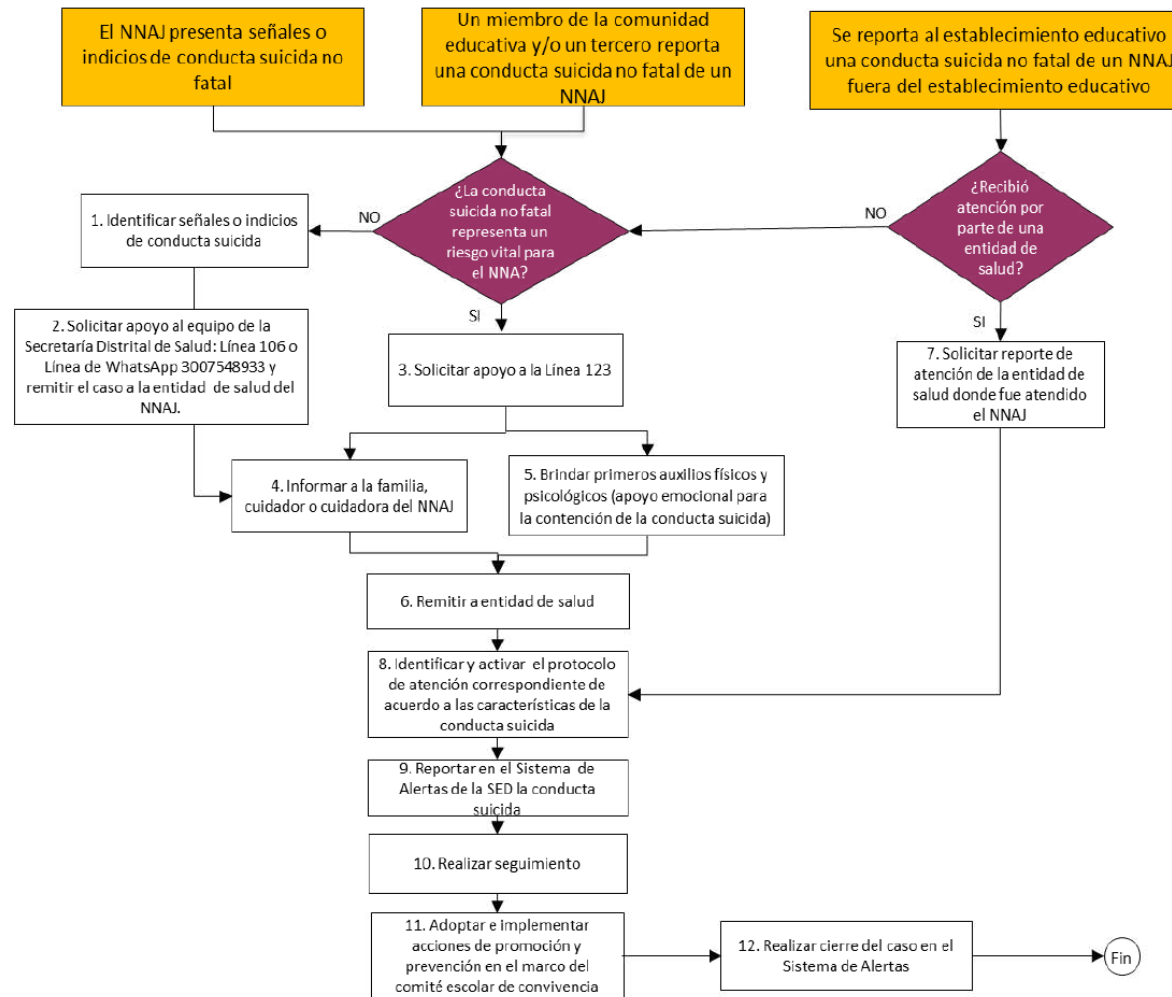 El NNAJ presenta señales o
indicios de conducta suicida no
fatal
Un miembro de la comunidad
educativa y/o un tercero reporta
una conducta suicida no fatal de un
NNAJ
Se reporta al establecimiento educativo
una conducta suicida no fatal de un NNAJ
fuera del establecimiento educativo
¿La conducta
suicida no fatal
representa un
riesgo vital para
el NNA?
NO
SI
¿Recibió
atención por
parte de una
entidad de
salud?
NO
SI
1. Identificar señales o indicios
de conducta suicida
2. Solicitar apoyo al equipo de la
Secretaría Distrital de Salud: Línea 106 o
Línea de WhatsApp 3007548933 y
remitir el caso a la entidad de salud del
NNAJ.
3. Solicitar apoyo a la Línea 123
7. Solicitar reporte de
atención de la entidad de
salud donde fue atendido
el NNAJ
4. Informar a la familia,
cuidador o cuidadora del NNAJ
5. Brindar primeros auxilios físicos y
psicológicos (apoyo emocional para
la contención de la conducta suicida)
6. Remitir a entidad de salud
8. Identificar y activar el protocolo
de atención correspondiente de
acuerdo a las características de la
conducta suicida
9. Reportar en el Sistema de
Alertas de la SED la conducta
suicida
10. Realizar seguimiento
11. Adoptar e implementar
acciones de promoción y
prevención en el marco del
comité escolar de convivencia
12. Realizar cierre del caso en el
Sistema de Alertas
Fin